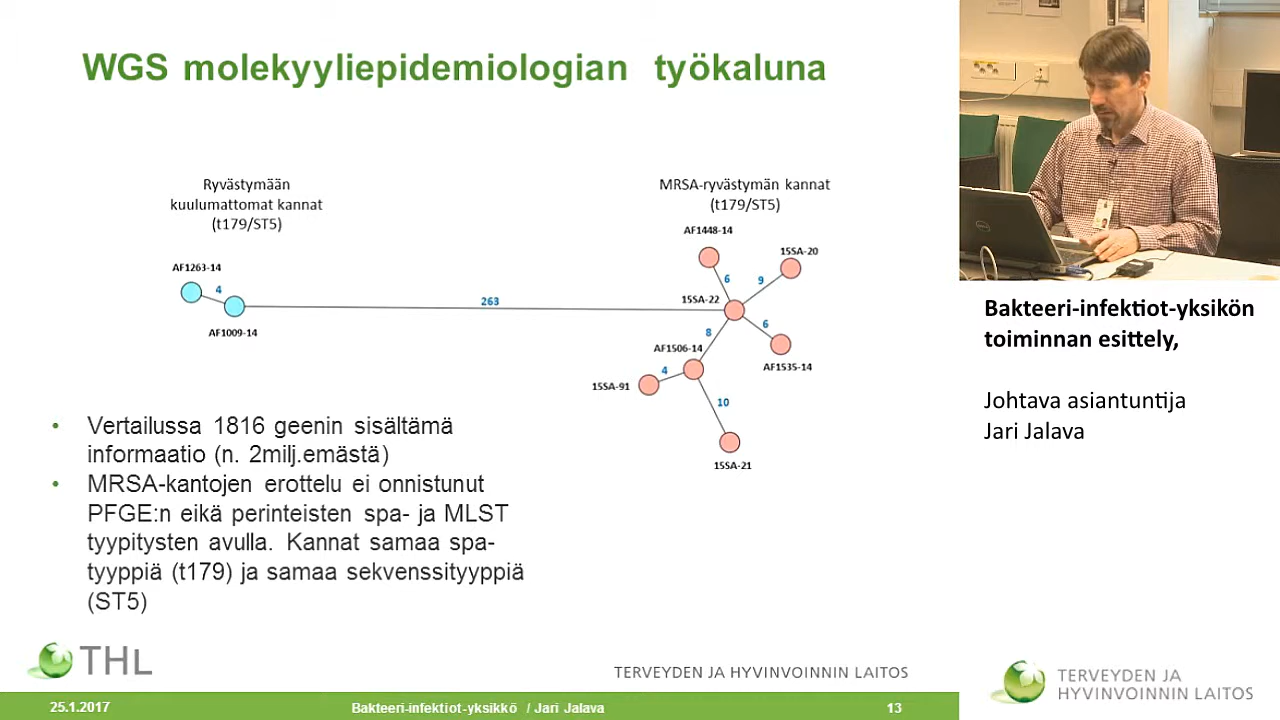 WGS molekyyliepidemiologian työkaluna
Ryvästymään
kuulumattomat kannat
(t179/ST5)
MRSA-ryvästymän kannat
(t179/ST5)
AF1448-14
15SA-20
AF1263-14
4
6
9
15SA-22
263
AF1009-14
6
8
AF1506-14
AF1535-14
4
15SA-91
10
15SA-21
• Vertailussa 1816 geenin sisältämä
informaatio (n. 2milj.emästä)
• MRSA-kantojen erottelu ei onnistunut
PFGE:n eikä perinteisten spa- ja MLST
tyypitysten avulla. Kannat samaa spa-
tyyppiä (t179) ja samaa sekvenssityyppiä
(ST5)
THL
TERVEYDEN JA HYVINVOINNIN LAITOS
25.1.2017
Bakteeri-infektiot-yksikkö / Jari Jalava
13
Bakteeri-infektiot-yksikön
toiminnan esittely,
Johtava asiantuntija
Jari Jalava
TERVEYDEN JA
HYVINVOINNIN LAITOS